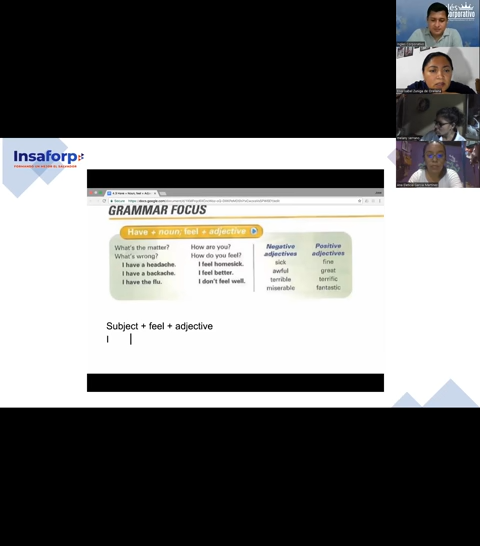 Insaforp
GRAMMAR FOCUS
Have + noun; feel + adjective
What's the matter?
What's wrong?
I have a headache.
I have a backache.
I have the flu.
How are you?
How do you feel?
I feel homesick.
I feel better.
I don't feel well.
Negative
adjectives
sick
awful
terrible
miserable
Positive
adjectives
fine
great
terrific
fantastic
Subject + feel + adjective
I